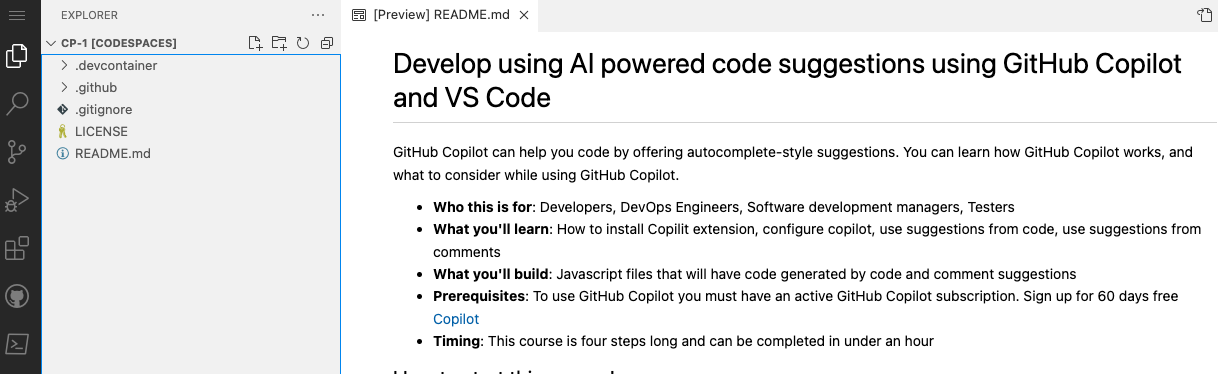 EXPLORER
[Preview] README.md
CP-1 [CODESPACES]
.devcontainer
.github
.gitignore
LICENSE
README.md
Develop using AI powered code suggestions using GitHub Copilot
and VS Code
GitHub Copilot can help you code by offering autocomplete-style suggestions. You can learn how GitHub Copilot works, and
what to consider while using GitHub Copilot.
• Who this is for: Developers, DevOps Engineers, Software development managers, Testers
• What you'll learn: How to install Copilit extension, configure copilot, use suggestions from code, use suggestions from
comments
• What you'll build: Javascript files that will have code generated by code and comment suggestions
• Prerequisites: To use GitHub Copilot you must have an active GitHub Copilot subscription. Sign up for 60 days free
Copilot
• Timing: This course is four steps long and can be completed in under an hour